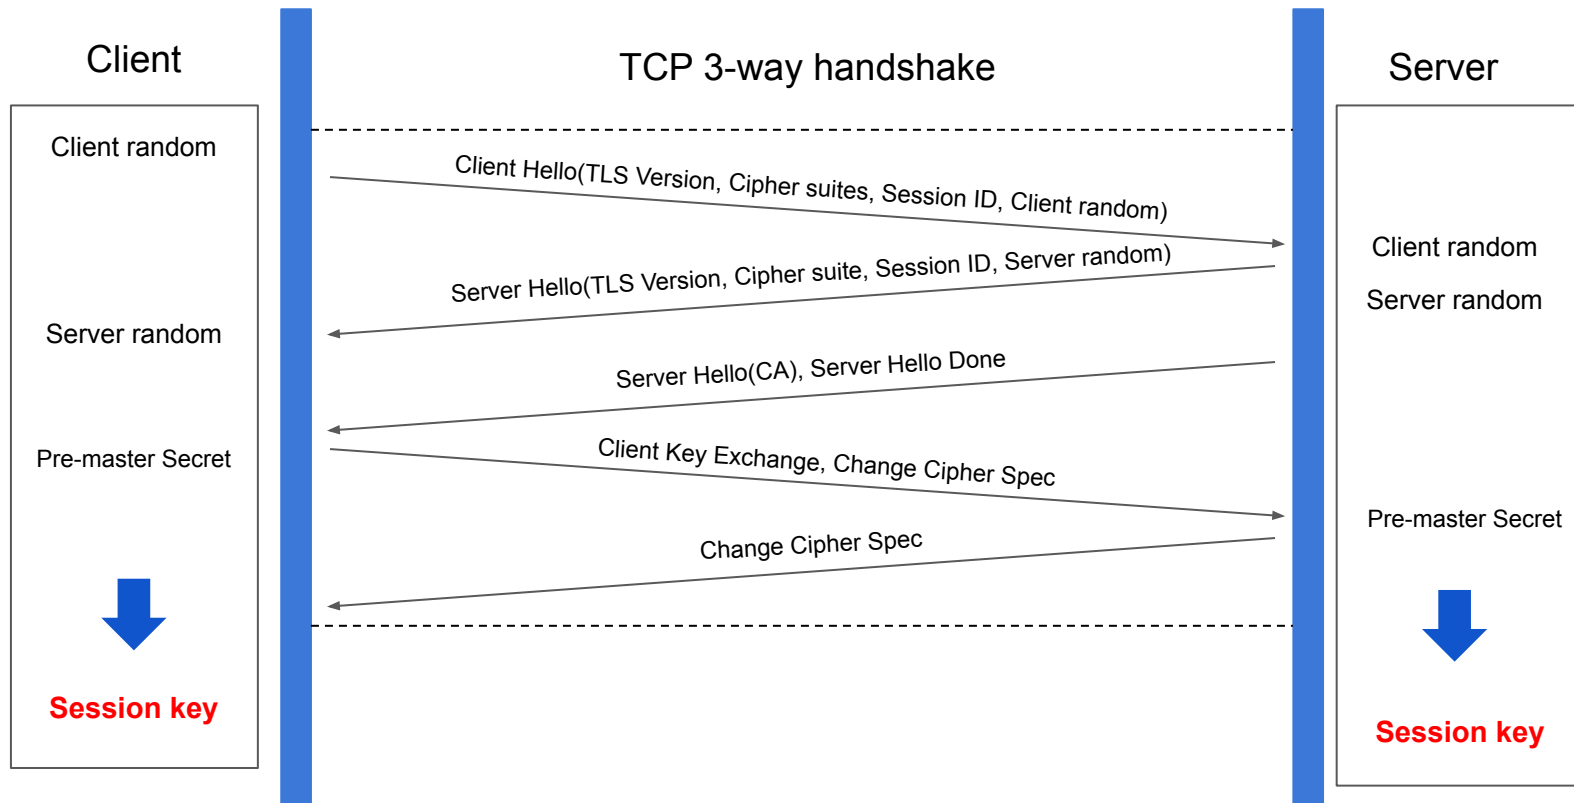 Client
TCP 3-way handshake
Server
Client random
Client Hello(TLS Version, Cipher suites, Session ID, Client random)
Client random
Server Hello(TLS Version, Cipher suite, Session ID, Server random)
Server random
Server random
Server Hello(CA), Server Hello Done
Pre-master Secret
Client Key Exchange, Change Cipher Spec
Pre-master Secret
Change Cipher Spec
Session key
Session key